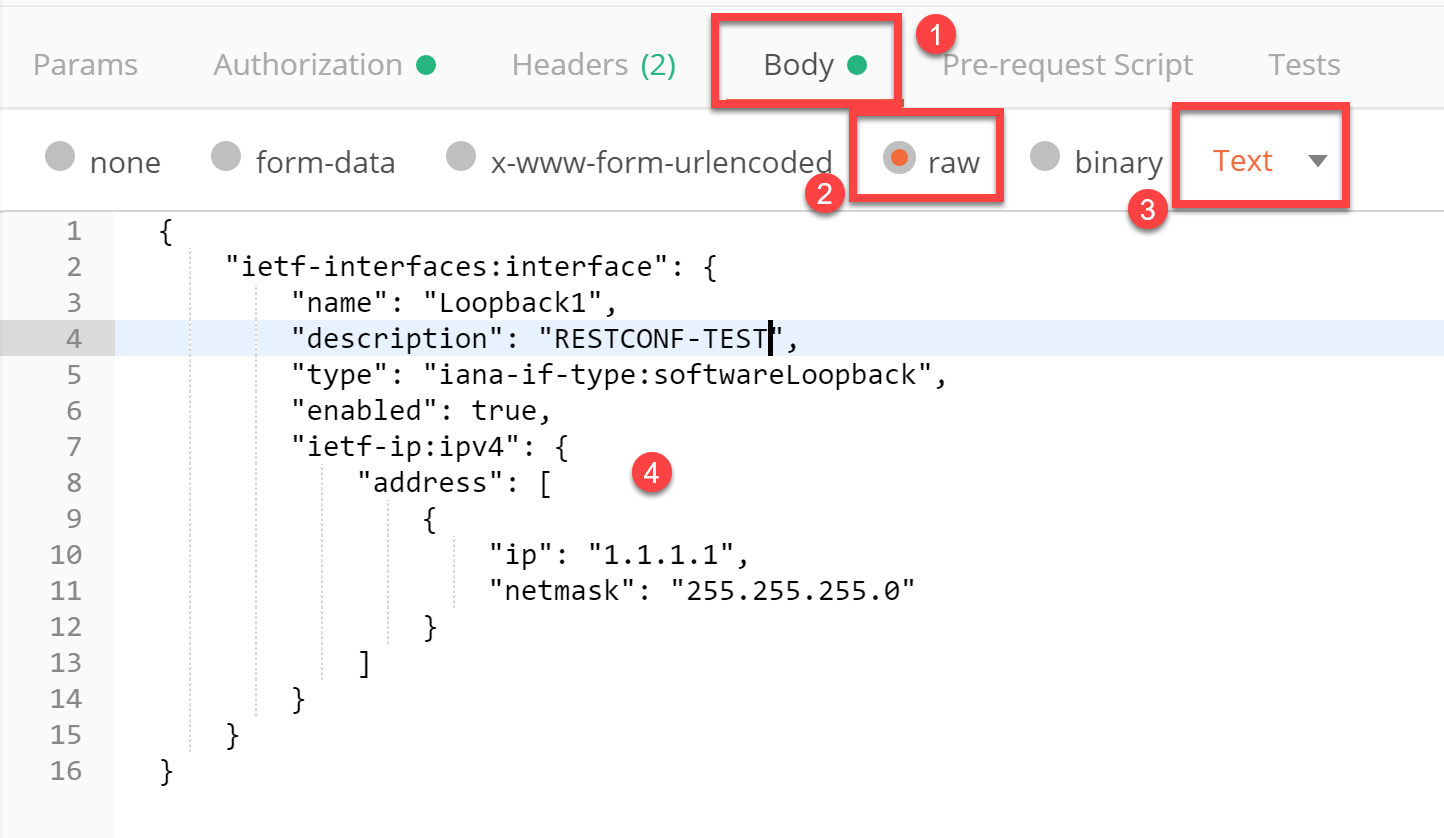 Params Authorization Headers (2) Body 1 Pre-request Script Tests
none form-data x-www-form-urlencoded 2 raw binary 3 Text
1 {
2 "ietf-interfaces:interface": {
3 "name": "Loopback1",
4 "description": "RESTCONF-TEST",
5 "type": "iana-if-type:softwareLoopback",
6 "enabled": true,
7 "ietf-ip:ipv4": {
8 "address": [ 4
9 {
10 "ip": "1.1.1.1",
11 "netmask": "255.255.255.0"
12 }
13 ]
14 }
15 }
16 }